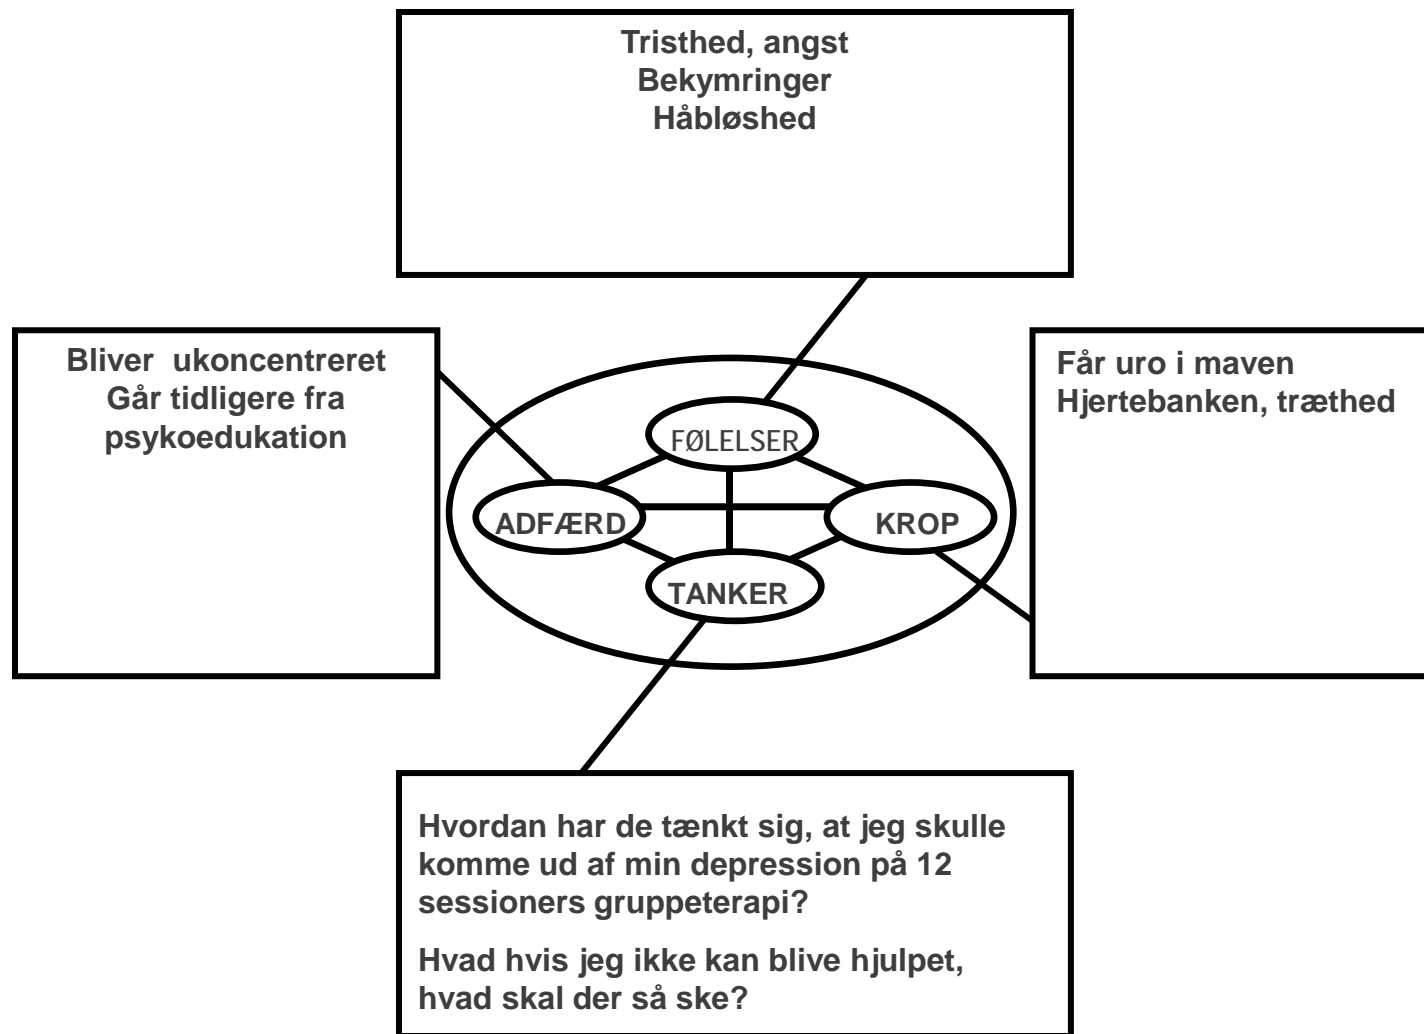 Tristhed, angst
Bekymringer
Håbløshed
Bliver  ukoncentreret
Går tidligere fra
psykoedukation
Får uro i maven
Hjertebanken, træthed
FØLELSER
ADFÆRD
KROP
TANKER
Hvordan har de tænkt sig, at jeg skulle
komme ud af min depression på 12
sessioners gruppeterapi?
Hvad hvis jeg ikke kan blive hjulpet,
hvad skal der så ske?